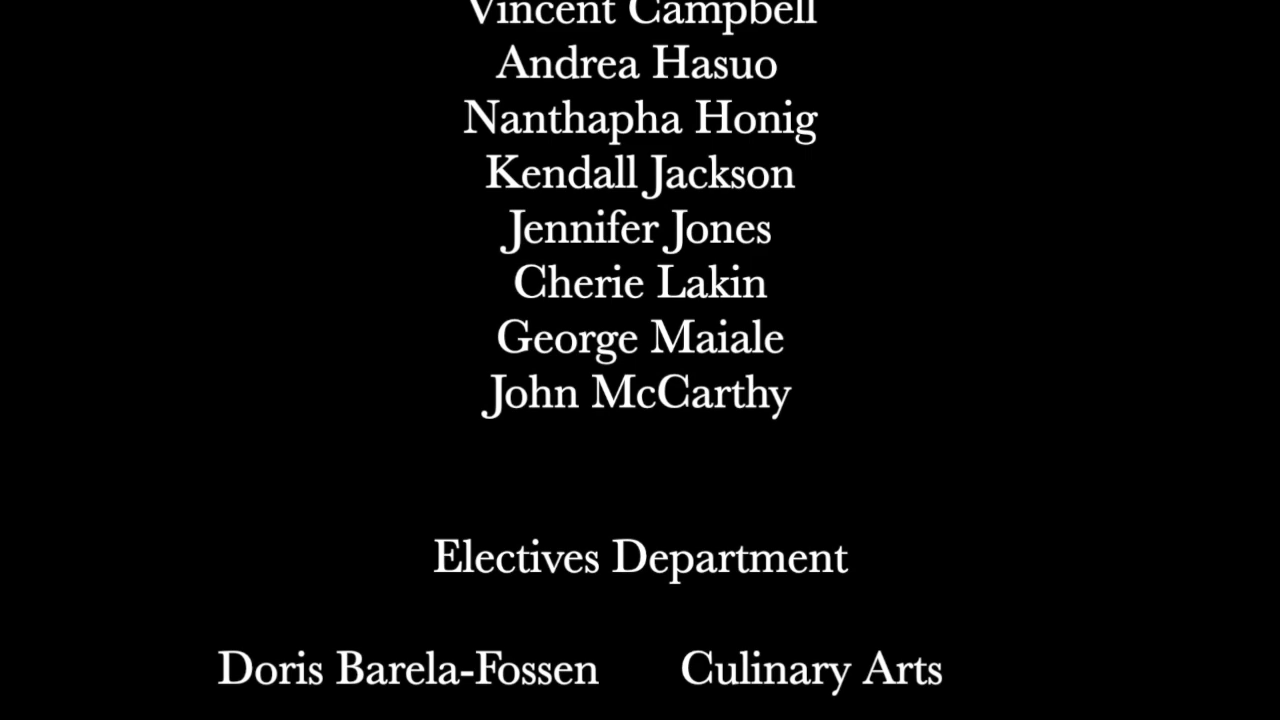 Vincent Campbell
Andrea Hasuo
Nanthapha Honig
Kendall Jackson
Jennifer Jones
Cherie Lakin
George Maiale
John McCarthy
Electives Department
Doris Barela-Fossen Culinary Arts